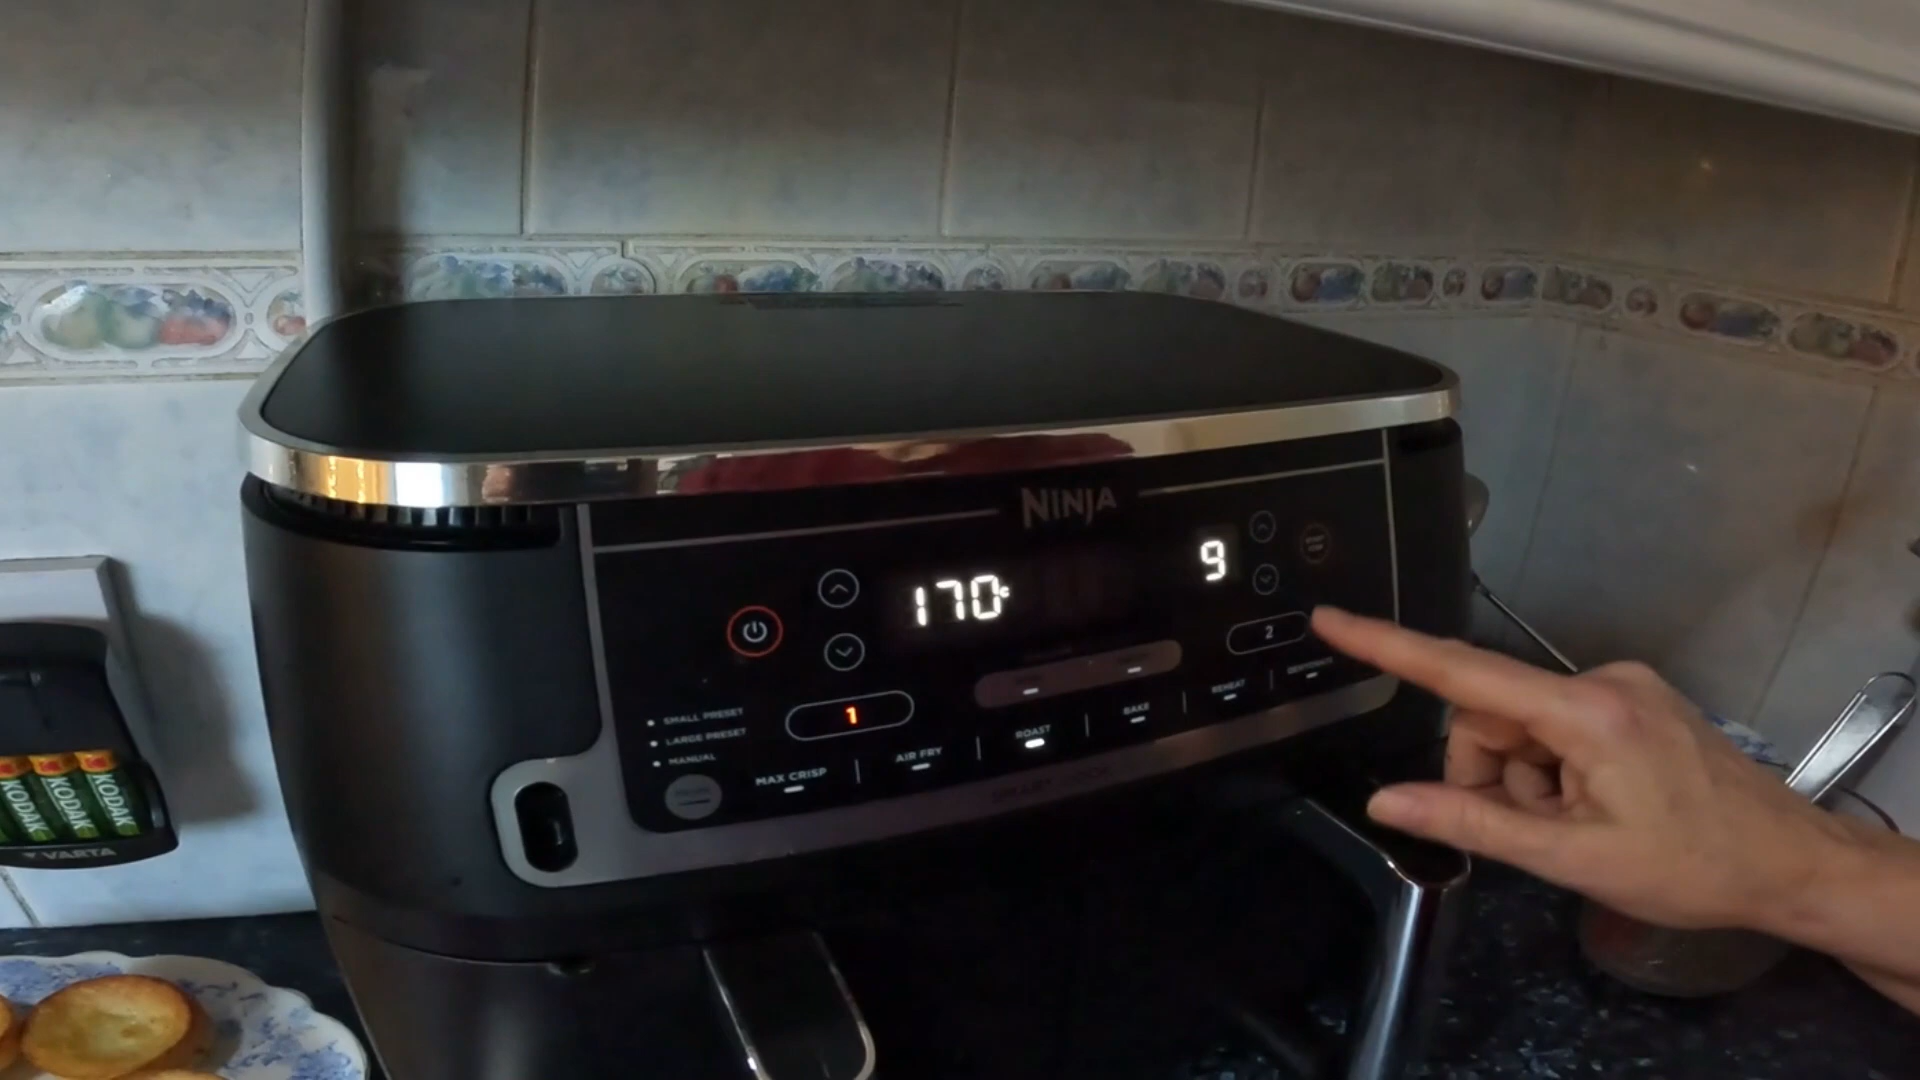 NINJA
170°C
9
2
1
SMALL PRESET
LARGE PRESET
MANUAL
MAX CRISP
AIR FRY
ROAST
BAKE
REHEAT
DEHYDRATE
KODAK
KODAK
KODAK
VARTA